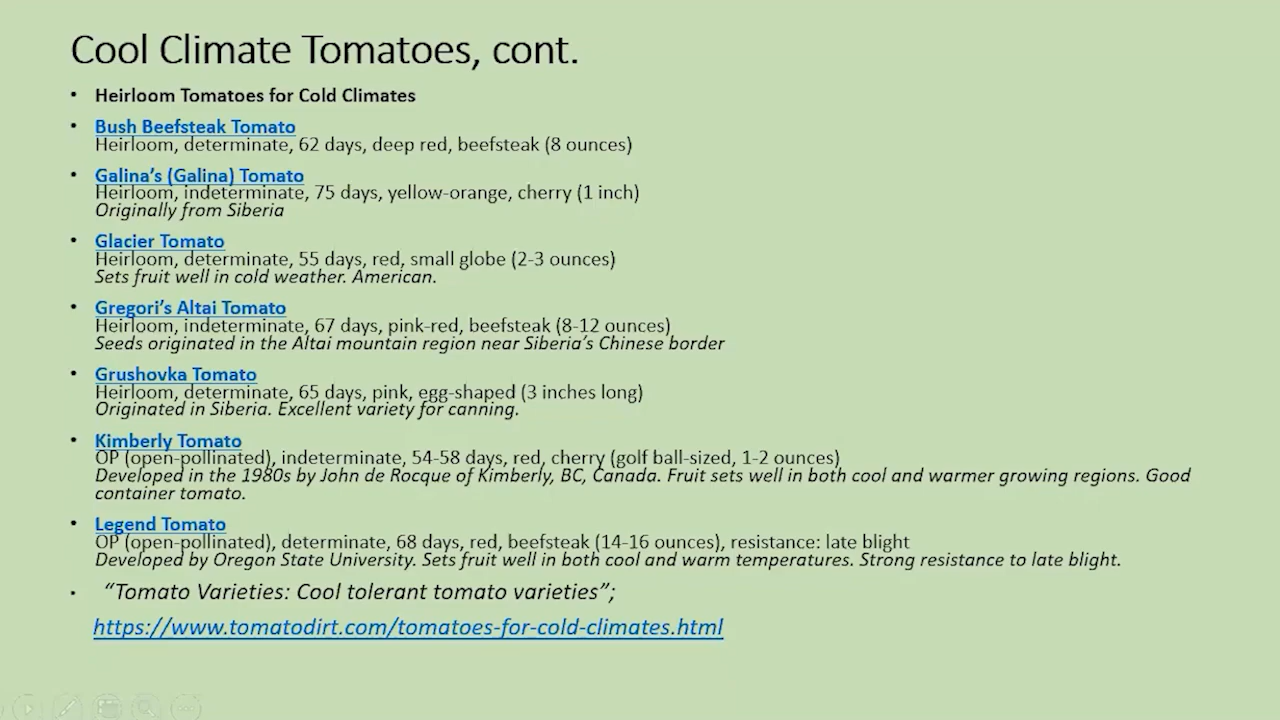 Cool Climate Tomatoes, cont.
• Heirloom Tomatoes for Cold Climates
• Bush Beefsteak Tomato
Heirloom, determinate, 62 days, deep red, beefsteak (8 ounces)
• Galina’s (Galina) Tomato
Heirloom, indeterminate, 75 days, yellow-orange, cherry (1 inch)
Originally from Siberia
• Glacier Tomato
Heirloom, determinate, 55 days, red, small globe (2-3 ounces)
Sets fruit well in cold weather. American.
• Gregori’s Altai Tomato
Heirloom, indeterminate, 67 days, pink-red, beefsteak (8-12 ounces)
Seeds originated in the Altai mountain region near Siberia’s Chinese border
• Grushovka Tomato
Heirloom, determinate, 65 days, pink, egg-shaped (3 inches long)
Originated in Siberia. Excellent variety for canning.
• Kimberly Tomato
OP (open-pollinated), indeterminate, 54-58 days, red, cherry (golf ball-sized, 1-2 ounces)
Developed in the 1980s by John de Rocque of Kimberly, BC, Canada. Fruit sets well in both cool and warmer growing regions. Good
container tomato.
• Legend Tomato
OP (open-pollinated), determinate, 68 days, red, beefsteak (14-16 ounces), resistance: late blight
Developed by Oregon State University. Sets fruit well in both cool and warm temperatures. Strong resistance to late blight.
• “Tomato Varieties: Cool tolerant tomato varieties”;
https://www.tomatodirt.com/tomatoes-for-cold-climates.html